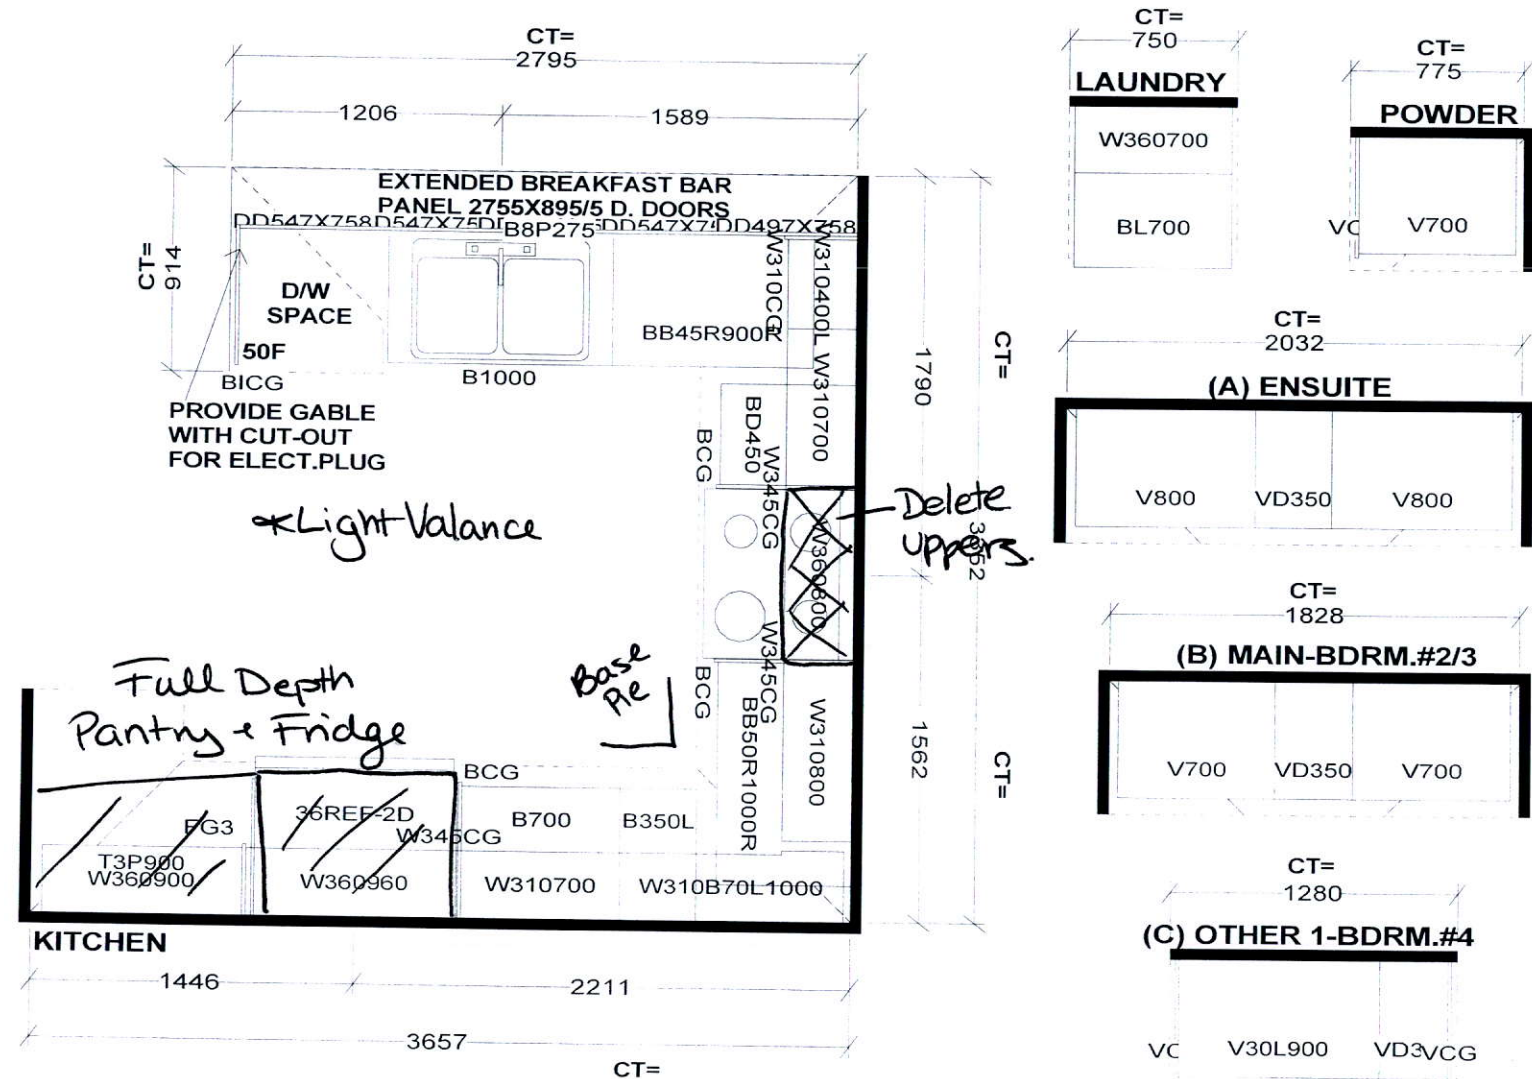 CT=
2795
1206
1589
EXTENDED BREAKFAST BAR
PANEL 2755X895/5 D. DOORS
DD547X758
B8P275
DD497X758
CT=
914
D/W
SPACE
50F
BICG
B1000
BB45R900R
W310CG
W310400L
W310700
PROVIDE GABLE
WITH CUT-OUT
FOR ELECT.PLUG
BD450
BCG
W345CG
*Light Valance
W360800
Delete
uppers.
1790
CT=
3352
1562
CT=
Base
Pie
BCG
W345CG
BB50R1000R
W310800
Full Depth
Pantry & Fridge
BCG
FG3
36REF-2D
W345CG
B700
B350L
T3P900
W360900
W360960
W310700
W310B70L1000
KITCHEN
1446
2211
3657
CT=
CT=
750
LAUNDRY
W360700
BL700
CT=
775
POWDER
V700
CT=
2032
(A) ENSUITE
V800
VD350
V800
CT=
1828
(B) MAIN-BDRM.#2/3
V700
VD350
V700
CT=
1280
(C) OTHER 1-BDRM.#4
V30L900
VD3
VCG